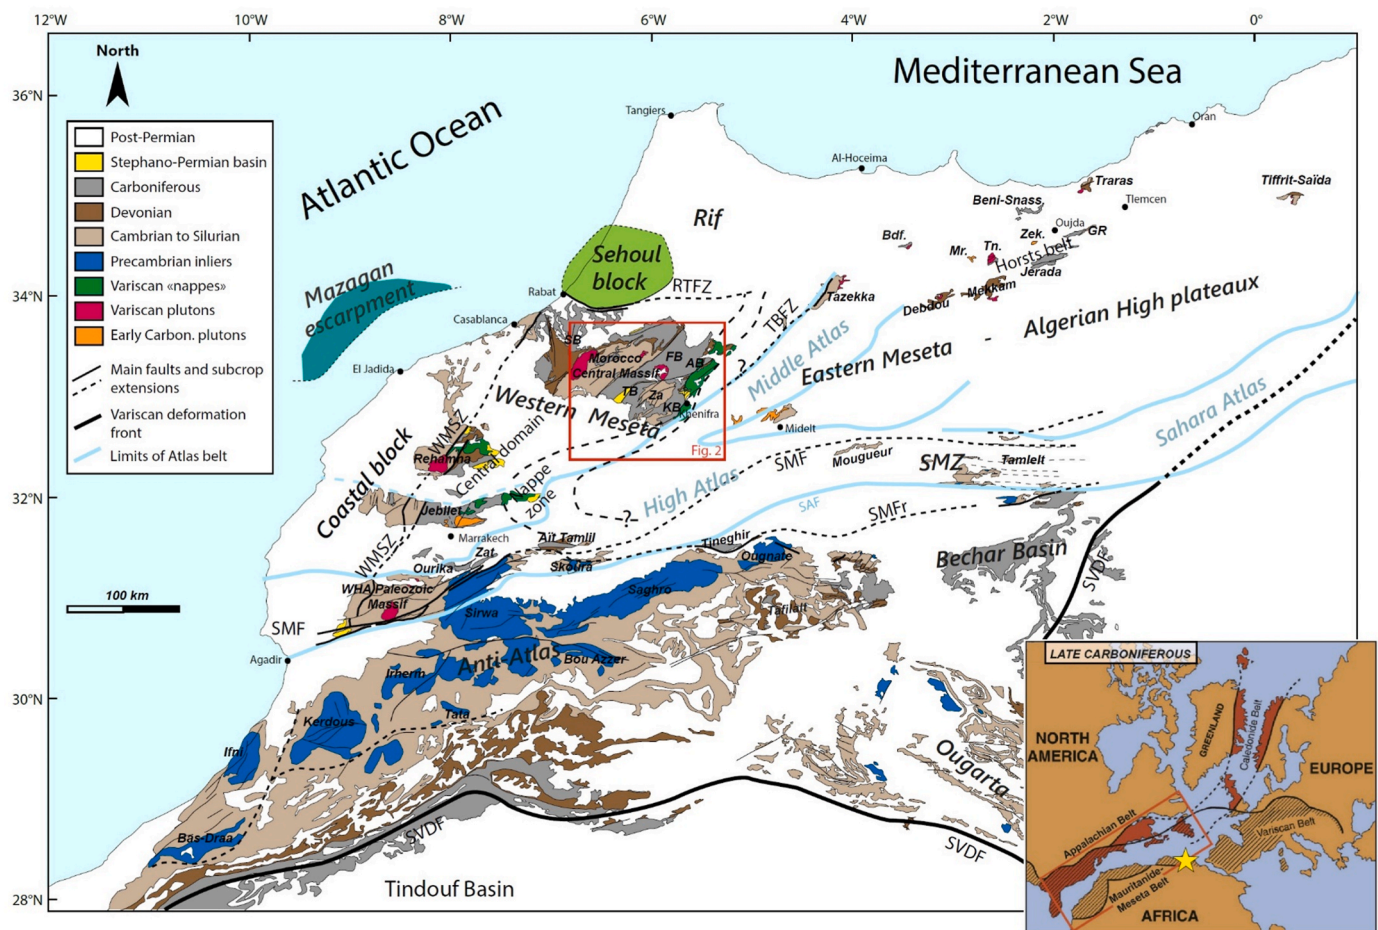 12°W
10°W
8°W
6°W
4°W
2°W
0°
North
Mediterranean Sea
36°N
Tangiers
Oran
Atlantic Ocean
Post-Permian
Stephano-Permian basin
Carboniferous
Devonian
Cambrian to Silurian
Precambrian inliers
Variscan «nappes»
Variscan plutons
Early Carbon. plutons
Main faults and subcrop
extensions
Variscan deformation
front
Limits of Atlas belt
Al-Hoceima
Traras
Tiffrit-Saïda
Beni-Snass.
Tlemcen
Rif
Bdf.
Zek.
Oujda
GR
Mr.
Tn.
Horsts belt
Jerada
Sehoul
block
Mazagan
escarpment
34°N
Rabat
RTFZ
TBFZ
Tazekka
Debdou
Mekkam
Algerian High plateaux
Casablanca
SB
Morocco
Central Massif
FB
AB
?
Middle Atlas
Eastern Meseta
El Jadida
TB
Za
KB
Khenifra
Western Meseta
Fig. 2
Midelt
Sahara Atlas
WMSZ
Rehamna
Central domain
Coastal block
SMF
Mougueur
SMZ
Tamlelt
32°N
Nappe
zone
High Atlas
?
SAF
SMFr
Jebilet
Marrakech
WMSZ
Zat
Aït Tamlil
Tineghir
Ougnate
Bechar Basin
SVDF
Ourika
Skoura
WHA Paleozoic
Massif
100 km
Saghro
Sirwa
Tafilalt
SMF
Agadir
Anti-Atlas
Bou Azzer
Irherm
30°N
Kerdous
Tata
Ifni
Ougarta
Bas-Draa
SVDF
SVDF
Tindouf Basin
28°N
LATE CARBONIFEROUS
GREENLAND
Caledonide Belt
NORTH
AMERICA
EUROPE
Appalachian Belt
Variscan Belt
Mauritanide-
Meseta Belt
AFRICA